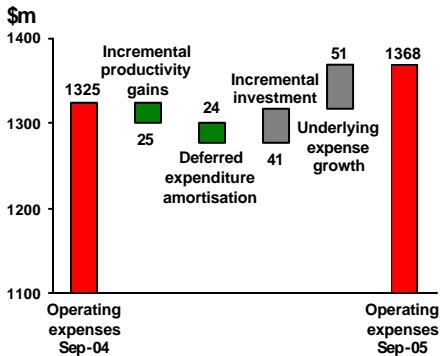 $m
1400
1300
1200
1100
1325
Incremental
productivity
gains
25
24
Deferred
expenditure
amortisation
Incremental
investment
41
51
Underlying
expense
growth
1368
Operating
expenses
Sep-04
Operating
expenses
Sep-05